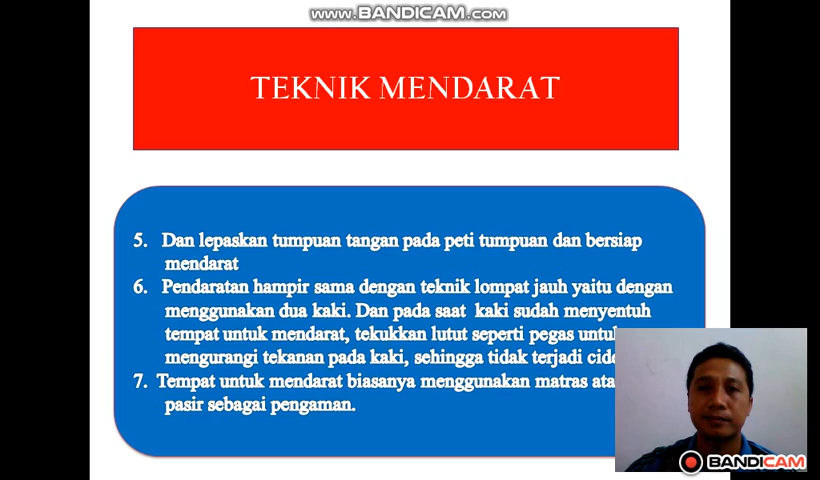 www.BANDICAM.com
TEKNIK MENDARAT
5. Dan lepaskan tumpuan tangan pada peti tumpuan dan bersiap
mendarat
6. Pendaratan hampir sama dengan teknik lompat jauh yaitu dengan
menggunakan dua kaki. Dan pada saat kaki sudah menyentuh
tempat untuk mendarat, tekukkan lutut seperti pegas
mengurangi tekanan pada kaki, sehingga tidak terjadi
7. Tempat untuk mendarat biasanya menggunakan matras
pasir sebagai pengaman.
BANDICAM